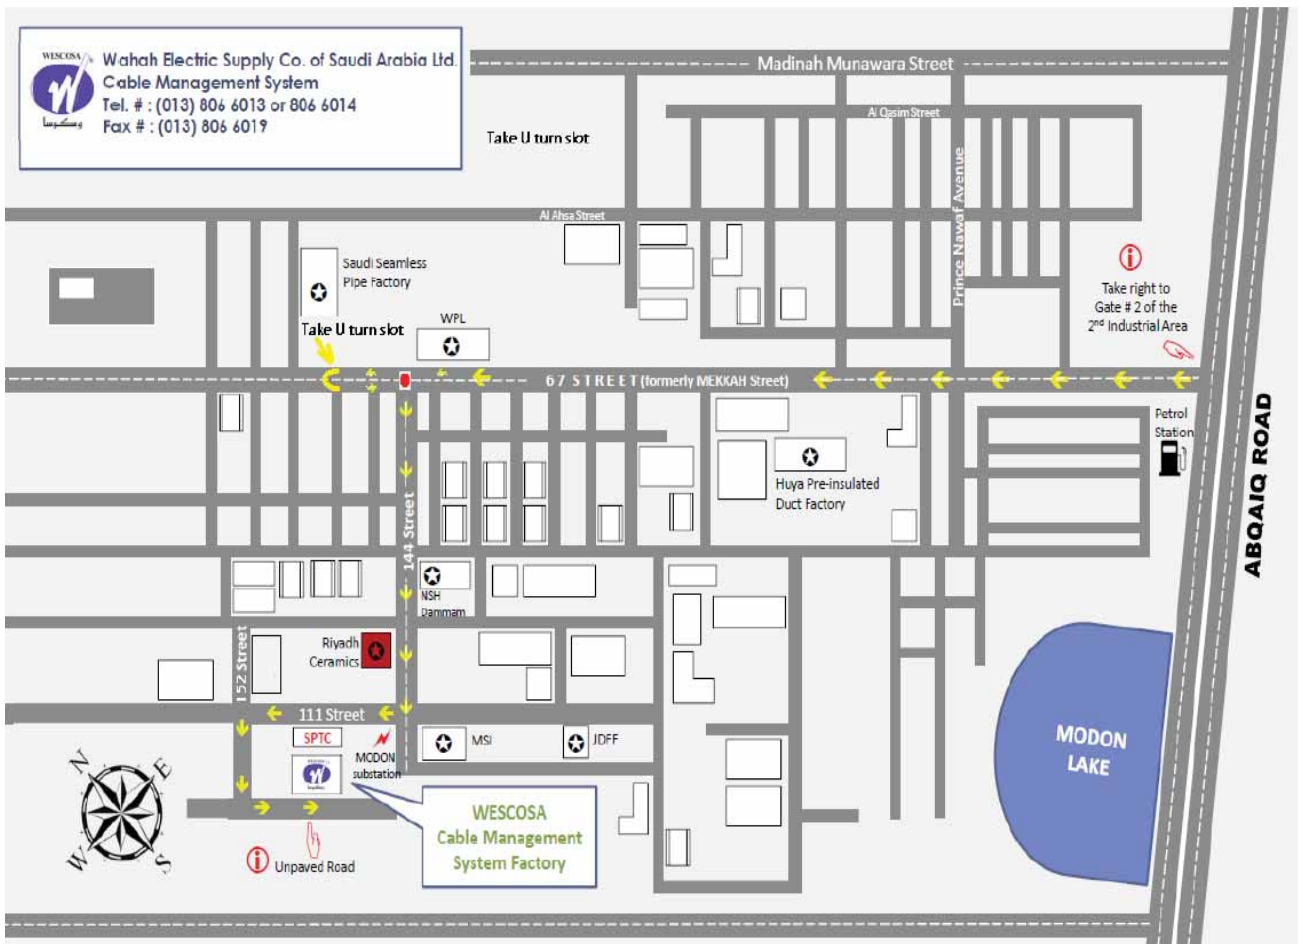 WESCOSA
وسكوسا
Wahah Electric Supply Co. of Saudi Arabia Ltd.
Cable Management System
Tel. # : (013) 806 6013 or 806 6014
Fax # : (013) 806 6019
Madinah Munawara Street
Take U turn slot
Al Qasim Street
Prince Nawaf Avenue
Al Ahsa Street
Saudi Seamless
Pipe Factory
Take U turn slot
WPL
i
Take right to
Gate # 2 of the
2nd Industrial Area
67 STREET (formerly MEKKAH Street)
Petrol
Station
ABQAIQ ROAD
Huya Pre-insulated
Duct Factory
144 Street
NSH
Dammam
Riyadh
Ceramics
152 Street
111 Street
SPTC
MODON
substation
MSI
JDFF
MODON
LAKE
N
E
W
S
W
WESCOSA
Cable Management
System Factory
i
Unpaved Road